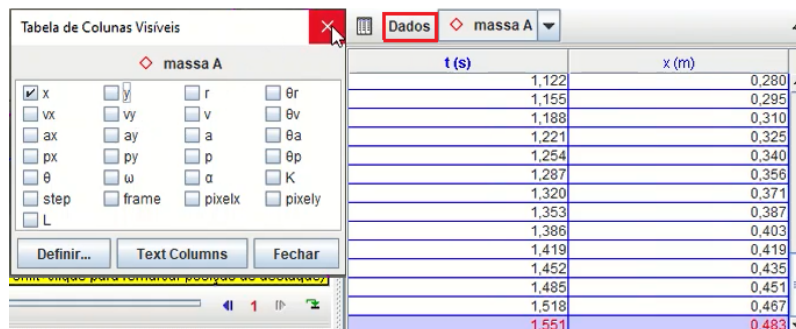 Tabela de Colunas Visíveis
massa A
x y r θr
vx vy v θv
ax ay a θa
px py p θp
θ ω α K
step frame pixelx pixely
L
Definir... Text Columns Fechar
1
Dados massa A
t (s) x (m)
1,122 0,280
1,155 0,295
1,188 0,310
1,221 0,325
1,254 0,340
1,287 0,356
1,320 0,371
1,353 0,387
1,386 0,403
1,419 0,419
1,452 0,435
1,485 0,451
1,518 0,467
1,551 0,483